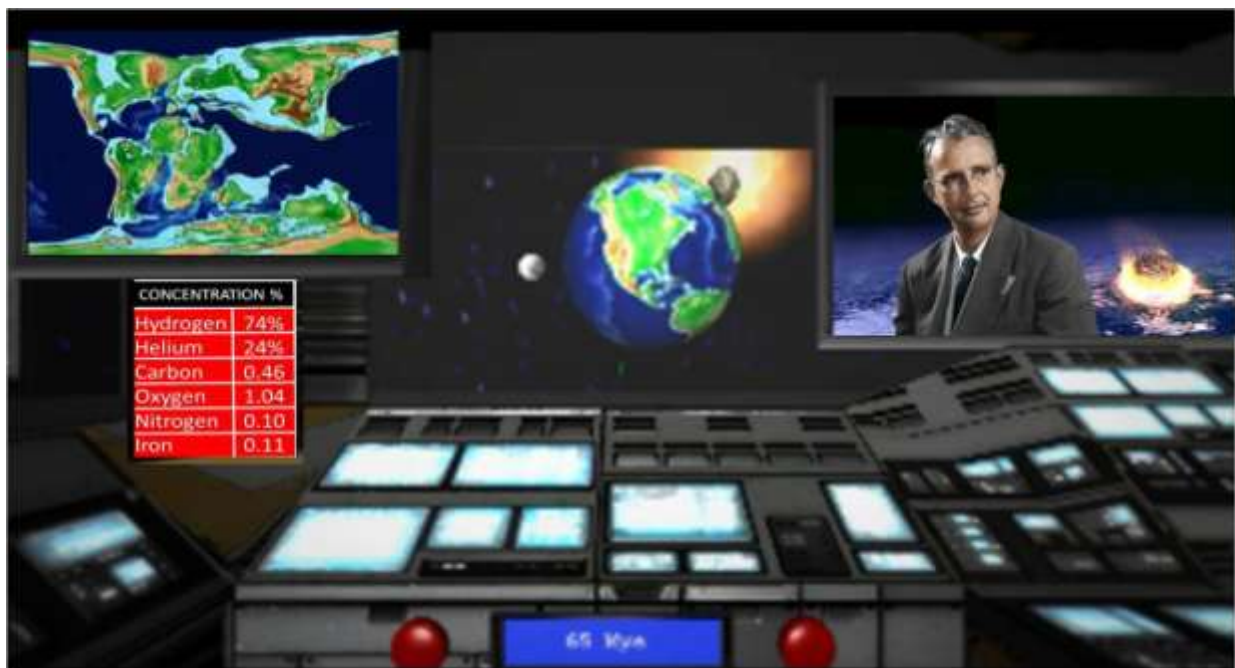 CONCENTRATION %
Hydrogen 74%
Helium 24%
Carbon 0.46
Oxygen 1.04
Nitrogen 0.10
Iron 0.11
65 Mya